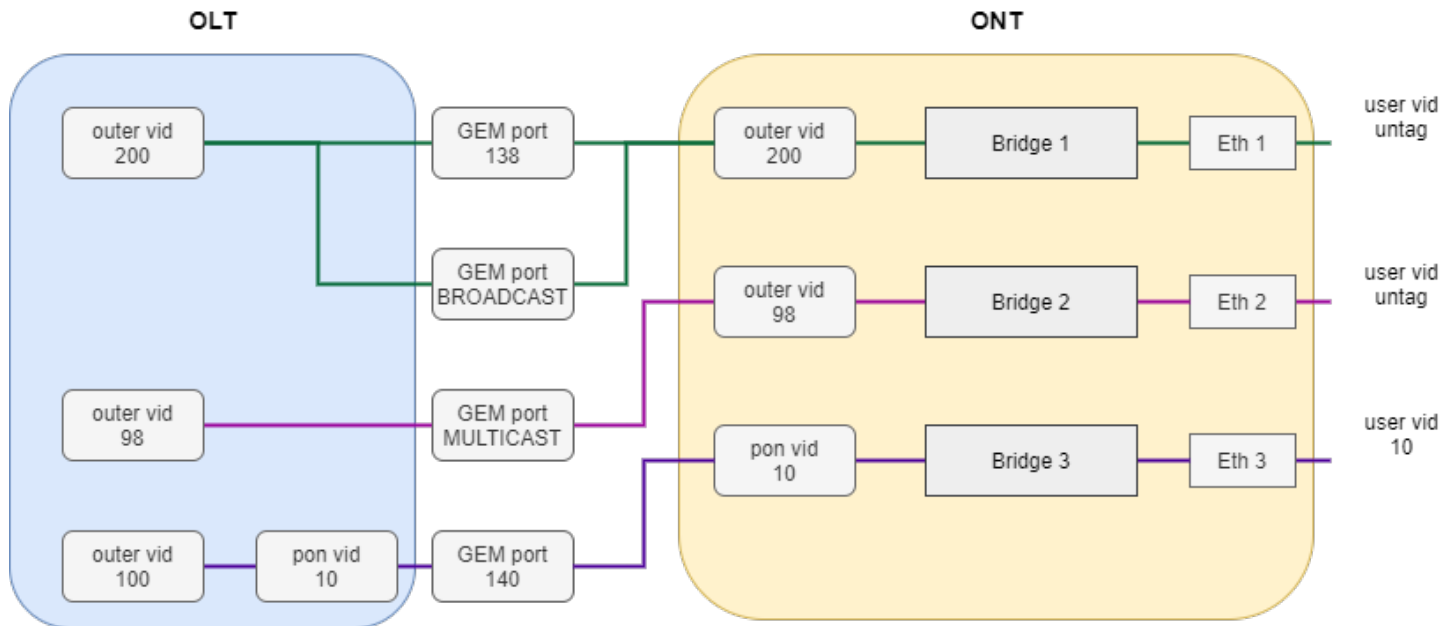 OLT
ONT
outer vid
200
GEM port
138
outer vid
200
Bridge 1
Eth 1
user vid
untag
GEM port
BROADCAST
outer vid
98
Bridge 2
Eth 2
user vid
untag
outer vid
98
GEM port
MULTICAST
pon vid
10
Bridge 3
Eth 3
user vid
10
outer vid
100
pon vid
10
GEM port
140